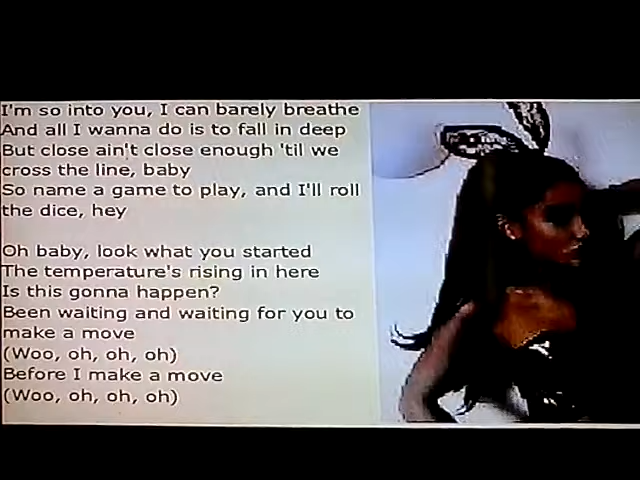 I'm so into you, I can barely breathe
And all I wanna do is to fall in deep
But close ain't close enough 'til we
cross the line, baby
So name a game to play, and I'll roll
the dice, hey
Oh baby, look what you started
The temperature's rising in here
Is this gonna happen?
Been waiting and waiting for you to
make a move
(Woo, oh, oh, oh)
Before I make a move
(Woo, oh, oh, oh)